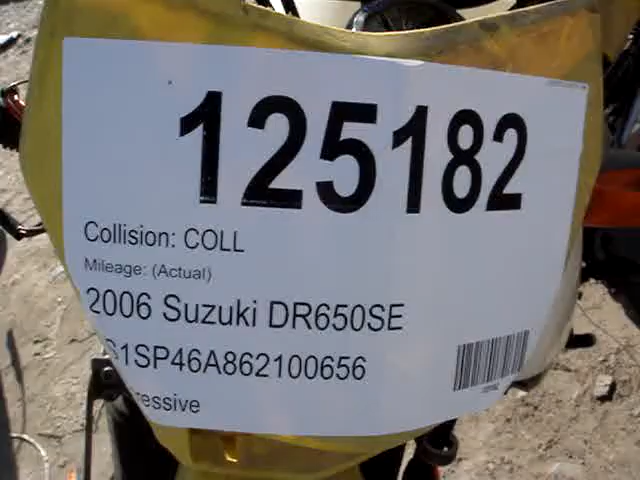 125182
Collision: COLL
Mileage: (Actual)
2006 Suzuki DR650SE
S1SP46A862100656
ressive